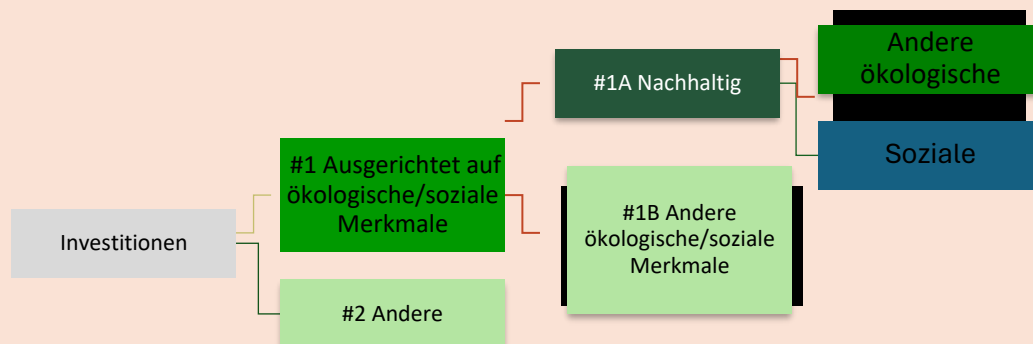 Investitionen
#1 Ausgerichtet auf
ökologische/soziale
Merkmale
#2 Andere
#1A Nachhaltig
#1B Andere
ökologische/soziale
Merkmale
Andere
ökologische
Soziale